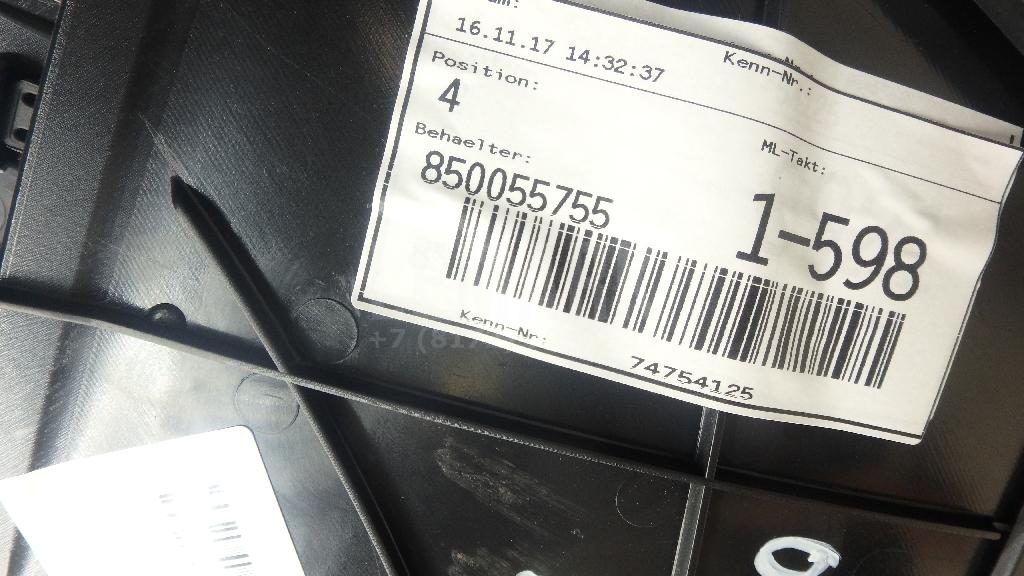 16.11.17 14:32:37
Kenn-Nr.:
Position:
4
ML-Takt:
Behaelter:
850055755
1-598
Kenn-Nr:
74754125